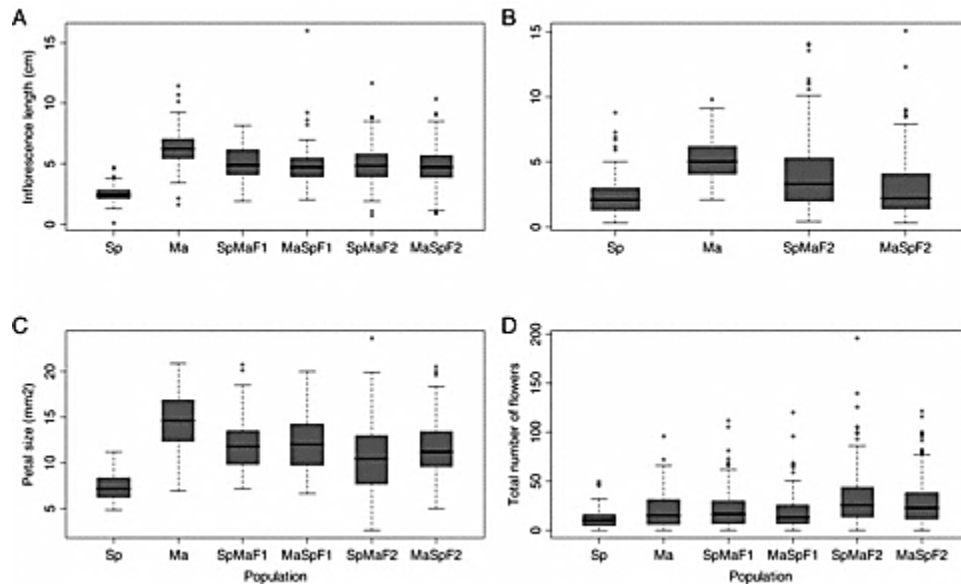 A
Inflorescence length (cm)
15
10
5
0
Sp Ma SpMaF1 MaSpF1 SpMaF2 MaSpF2
B
15
10
5
0
Sp Ma SpMaF2 MaSpF2
C
Petal size (mm2)
20
15
10
5
Sp Ma SpMaF1 MaSpF1 SpMaF2 MaSpF2
Population
D
Total number of flowers
200
150
100
50
0
Sp Ma SpMaF1 MaSpF1 SpMaF2 MaSpF2
Population